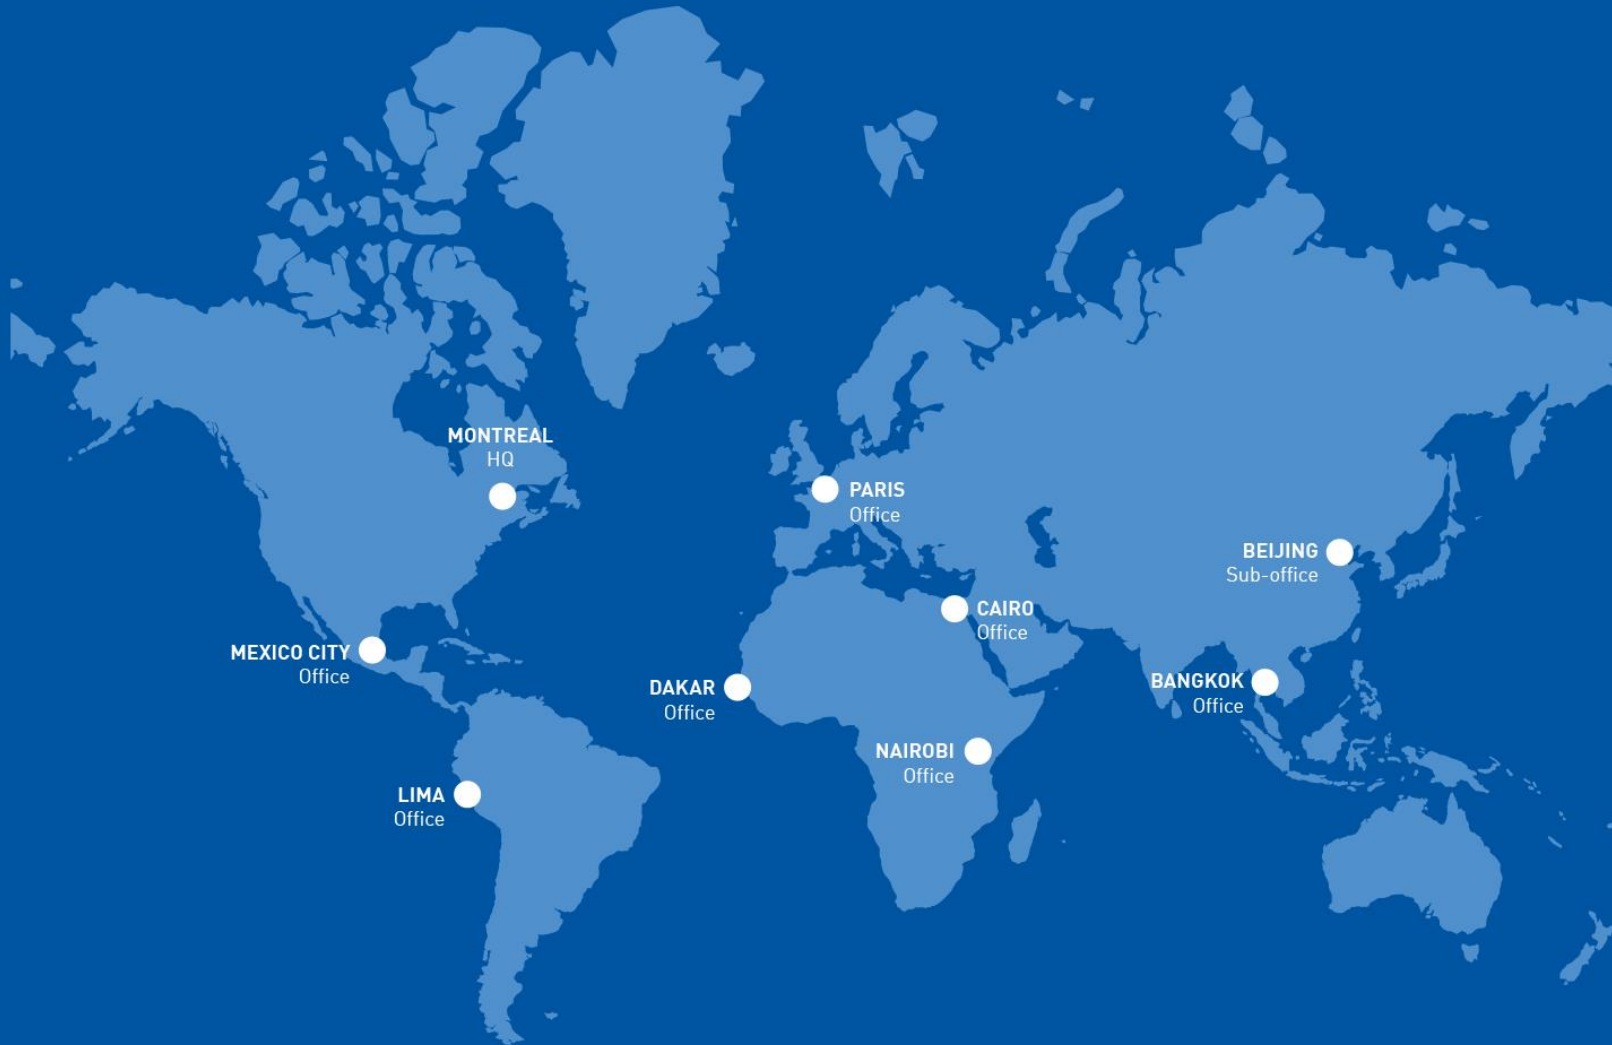 MONTREAL
HQ
PARIS
Office
BEIJING
Sub-office
CAIRO
Office
MEXICO CITY
Office
DAKAR
Office
BANGKOK
Office
NAIROBI
Office
LIMA
Office